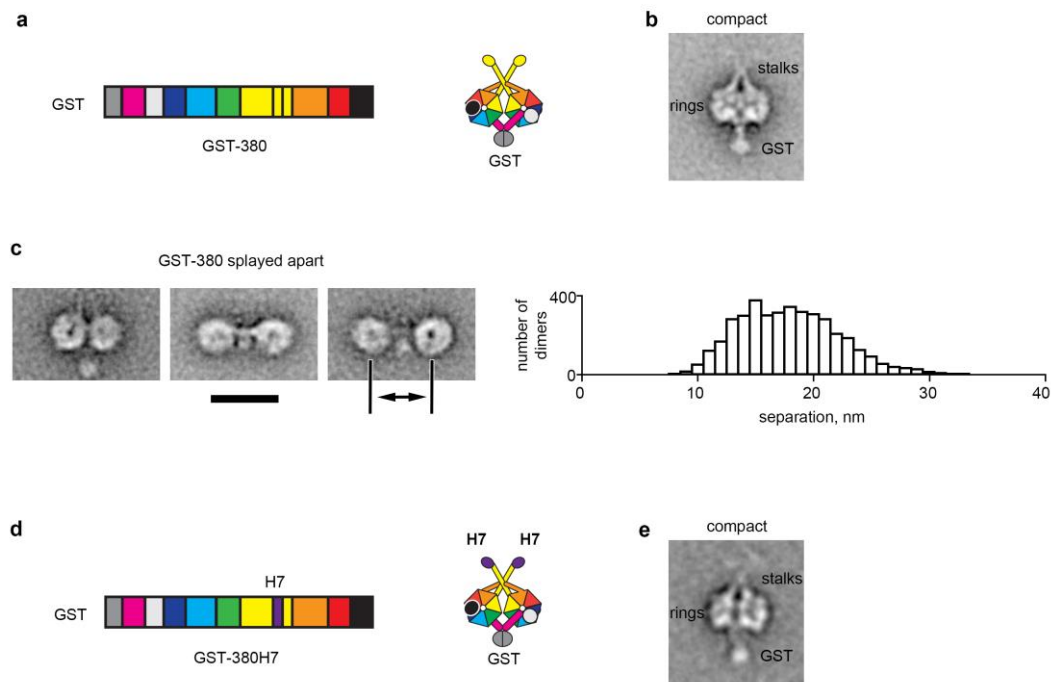 a
GST
GST-380
GST
b
compact
stalks
rings
GST
c
GST-380 splayed apart
number of
dimers
400
0
0
10
20
30
40
separation, nm
d
H7
GST
GST-380H7
H7 H7
GST
e
compact
stalks
rings
GST